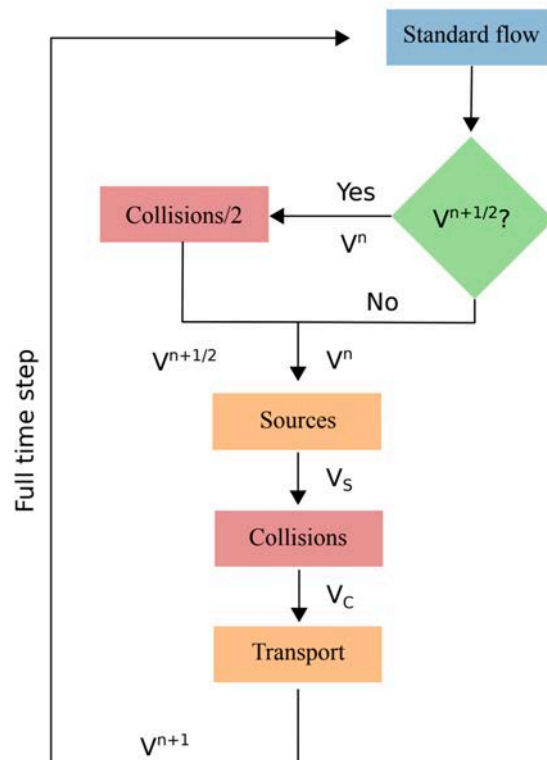 Standard flow
Yes
Collisions/2
V^{n+1/2}?
V^n
No
V^{n+1/2}
V^n
Sources
V_S
Collisions
V_C
Transport
V^{n+1}
Full time step